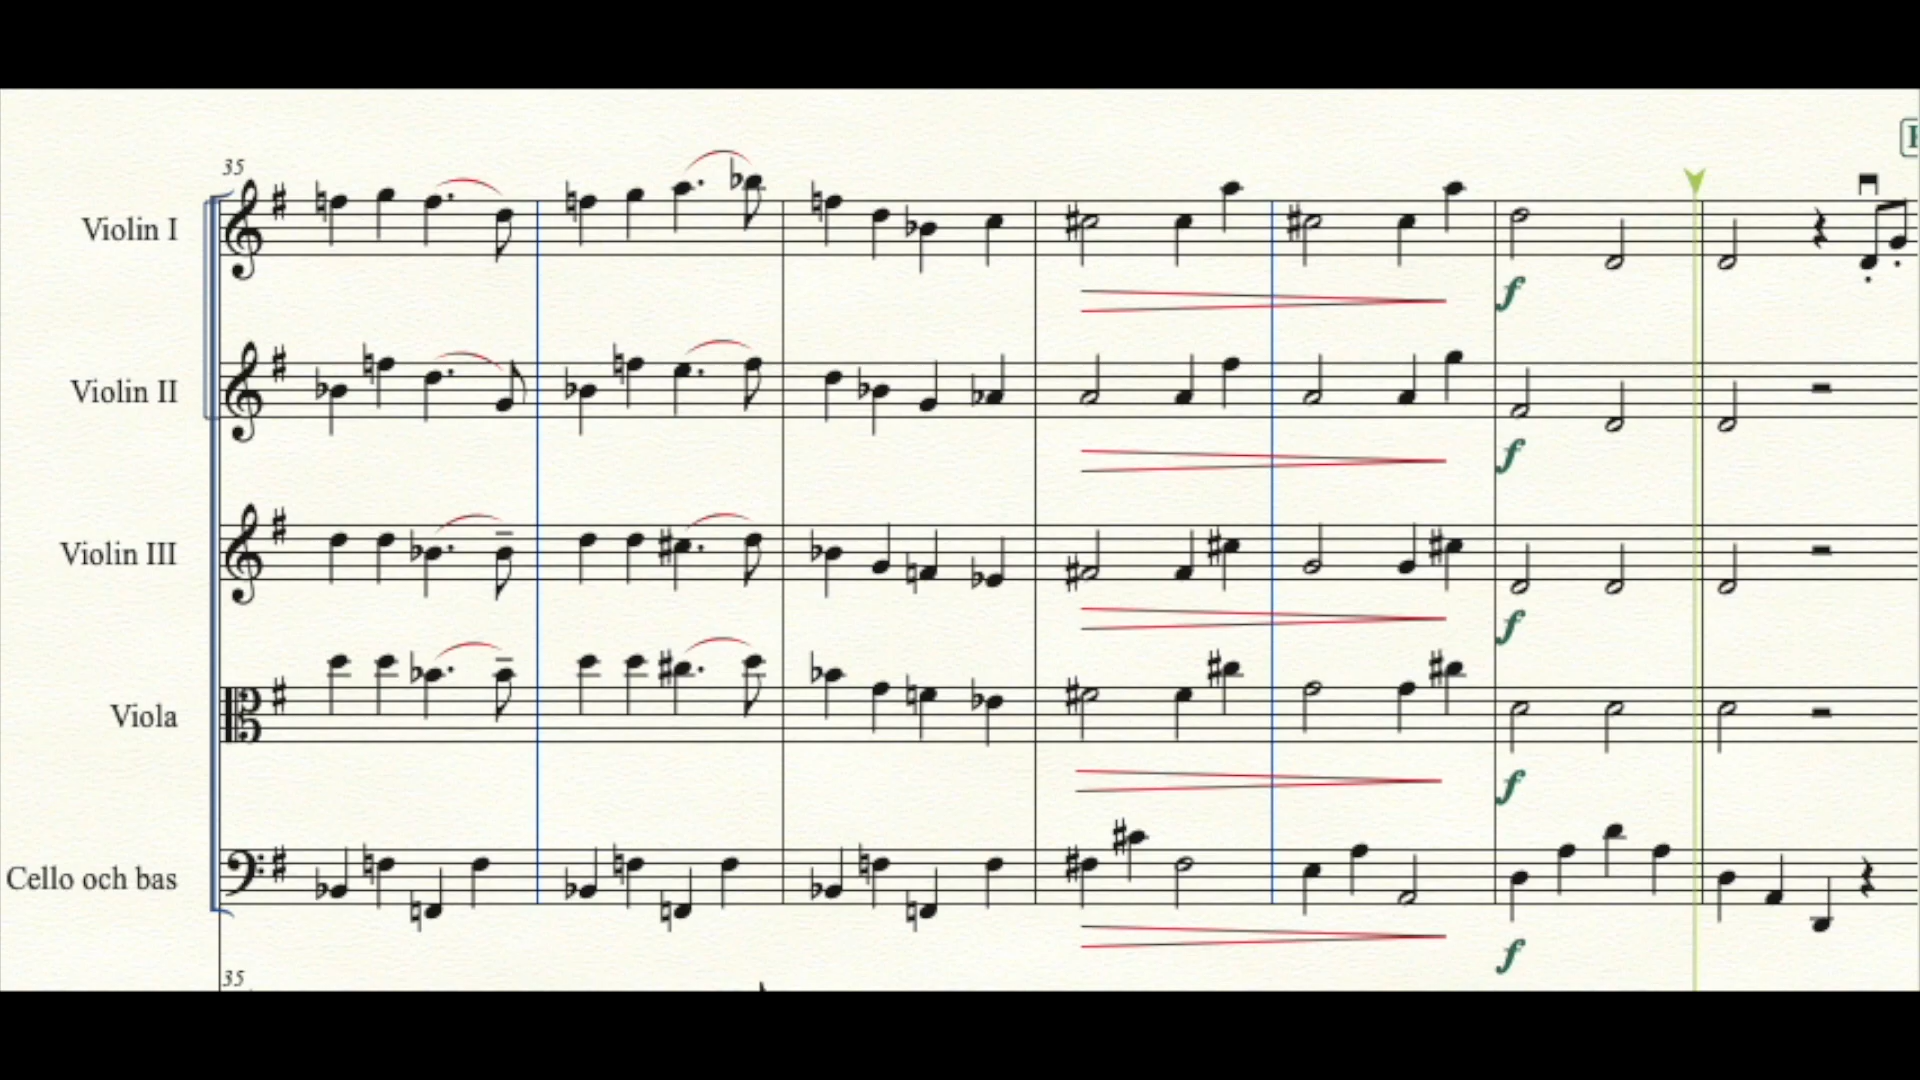 35
Violin I
f
Violin II
f
Violin III
f
Viola
f
Cello och bas
f
35